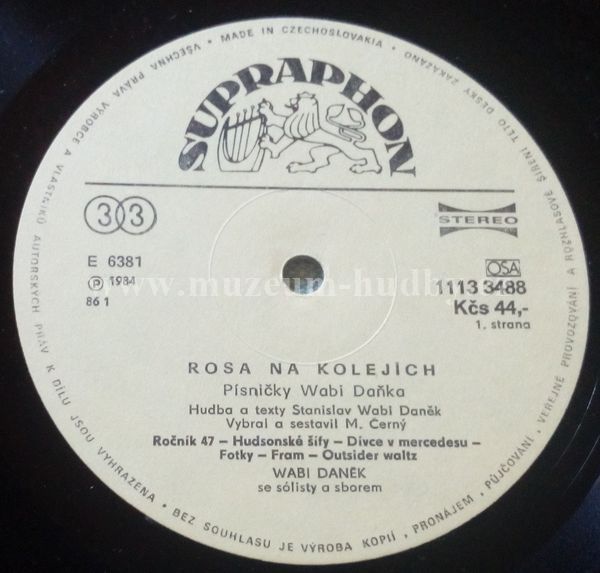 VŠECHNA PRÁVA VÝROBCE A VLASTNÍKŮ AUTORSKÝCH PRÁV K DÍLU JSOU VYHRAZENA • BEZ SOUHLASU JE VÝROBA KOPIÍ, PRONÁJEM, PŮJČOVÁNÍ, VEŘEJNÉ PROVOZOVÁNÍ A ROZHLASOVÉ ŠÍŘENÍ TÉTO DESKY ZAKÁZÁNO • MADE IN CZECHOSLOVAKIA •
SUPRAPHON
33
STEREO
E 6381
Ⓟ 1984
86 1
OSA
1113 3488
Kčs 44,-
1. strana
www.muzeum-hudby
ROSA NA KOLEJÍCH
Písničky Wabi Daňka
Hudba a texty Stanislav Wabi Daněk
Vybral a sestavil M. Černý
Ročník 47 – Hudsonské šífy – Dívce v mercedesu –
Fotky – Fram – Outsider waltz
WABI DANĚK
se sólisty a sborem